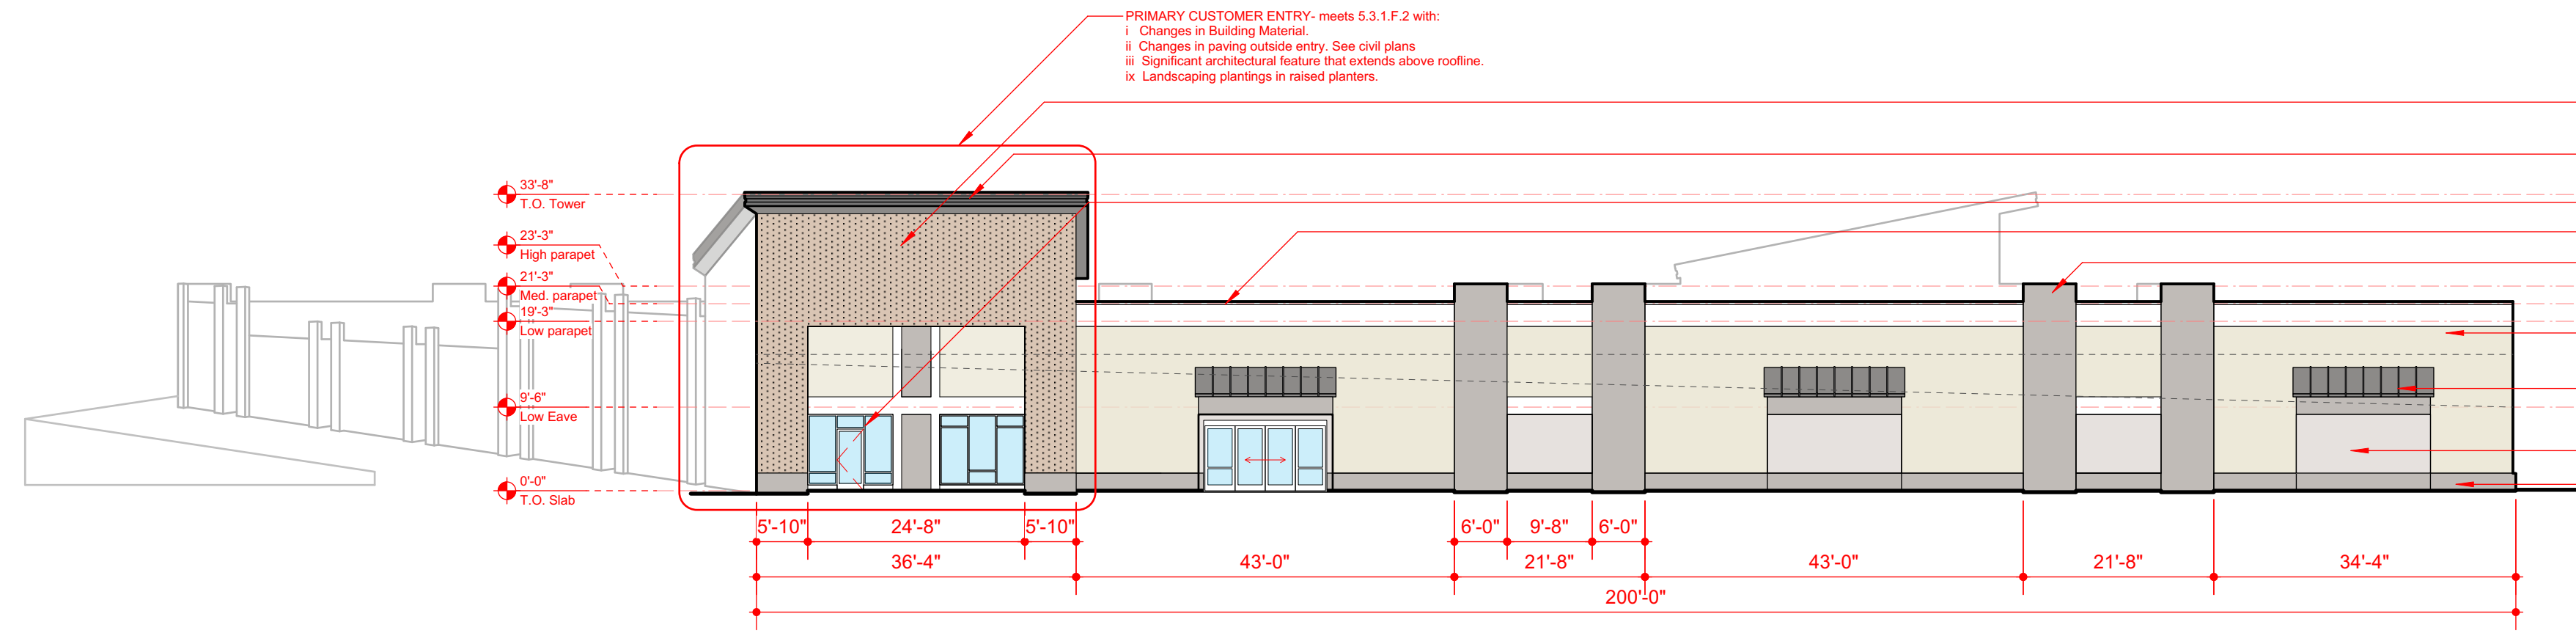 PRIMARY CUSTOMER ENTRY- meets 5.3.1.F.2 with:
i Changes in Building Material.
ii Changes in paving outside entry. See civil plans
iii Significant architectural feature that extends above roofline.
ix Landscaping plantings in raised planters.
33'-8"
T.O. Tower
23'-3"
High parapet
21'-3"
Med. parapet
19'-3"
Low parapet
9'-6"
Low Eave
0'-0"
T.O. Slab
5'-10" 24'-8" 5'-10" 6'-0" 9'-8" 6'-0"
36'-4" 43'-0" 21'-8" 43'-0" 21'-8" 34'-4"
200'-0"